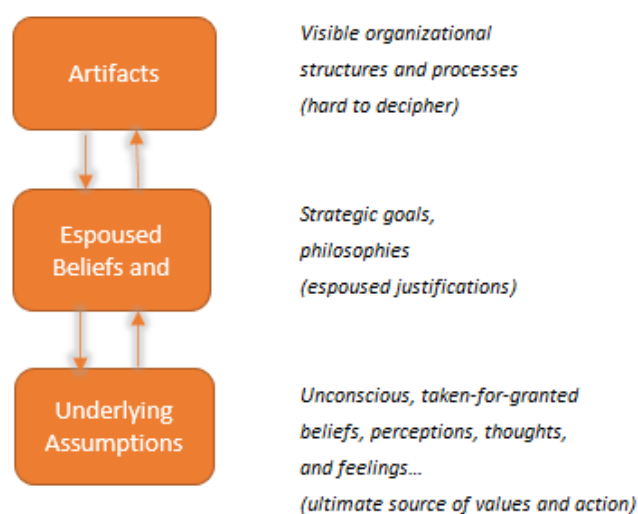 Artifacts
Visible organizational
structures and processes
(hard to decipher)
Espoused
Beliefs and
Strategic goals,
philosophies
(espoused justifications)
Underlying
Assumptions
Unconscious, taken-for-granted
beliefs, perceptions, thoughts,
and feelings...
(ultimate source of values and action)